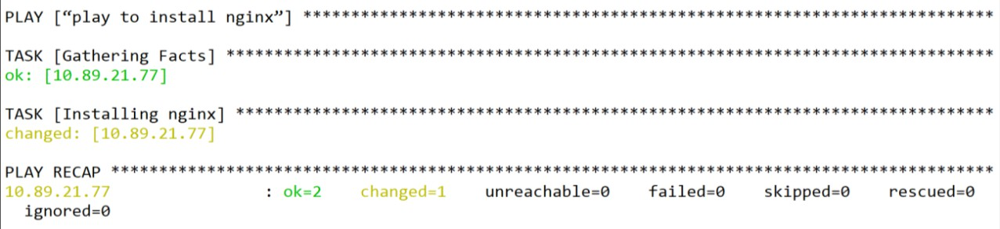 PLAY [“play to install nginx”] ************************************************************************
TASK [Gathering Facts] ********************************************************************************
ok: [10.89.21.77]
TASK [Installing nginx] *******************************************************************************
changed: [10.89.21.77]
PLAY RECAP ********************************************************************************************
10.89.21.77 : ok=2 changed=1 unreachable=0 failed=0 skipped=0 rescued=0
ignored=0